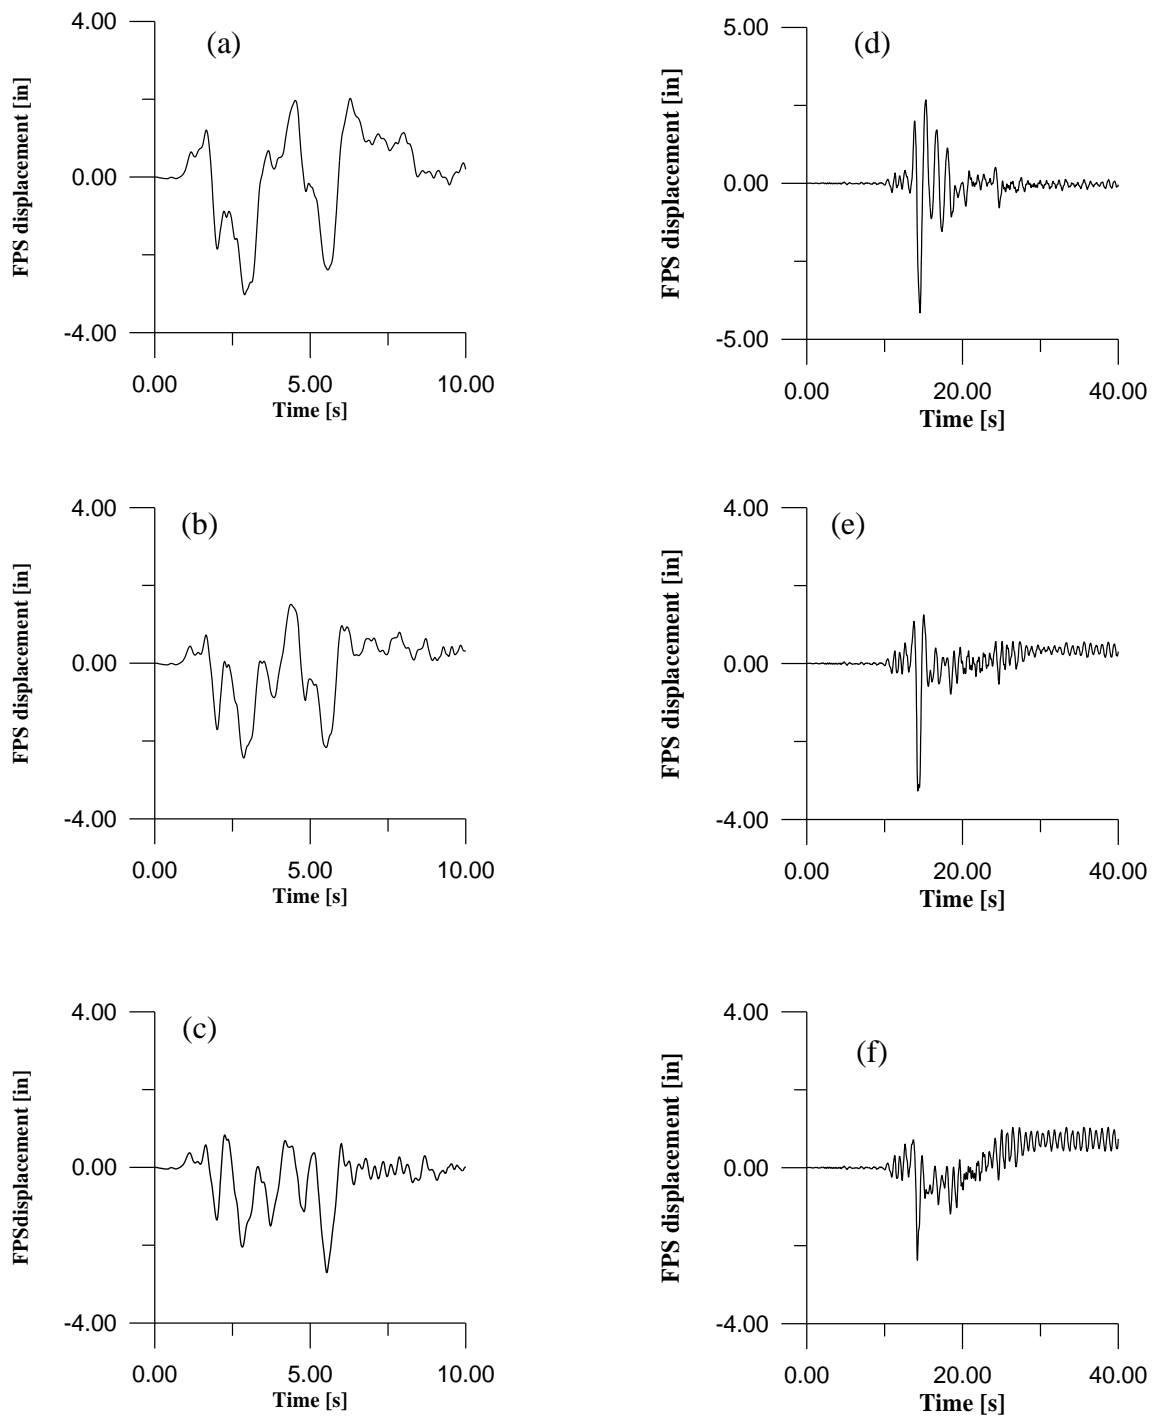 4.00
(a)
FPS displacement [in]
0.00
-4.00
0.00 5.00 10.00
Time [s]
5.00
(d)
FPS displacement [in]
0.00
-5.00
0.00 20.00 40.00
Time [s]
4.00
(b)
FPS displacement [in]
0.00
-4.00
0.00 5.00 10.00
Time [s]
4.00
(e)
FPS displacement [in]
0.00
-4.00
0.00 20.00 40.00
Time [s]
4.00
(c)
FPSdisplacement [in]
0.00
-4.00
0.00 5.00 10.00
Time [s]
4.00
(f)
FPS displacement [in]
0.00
-4.00
0.00 20.00 40.00
Time [s]